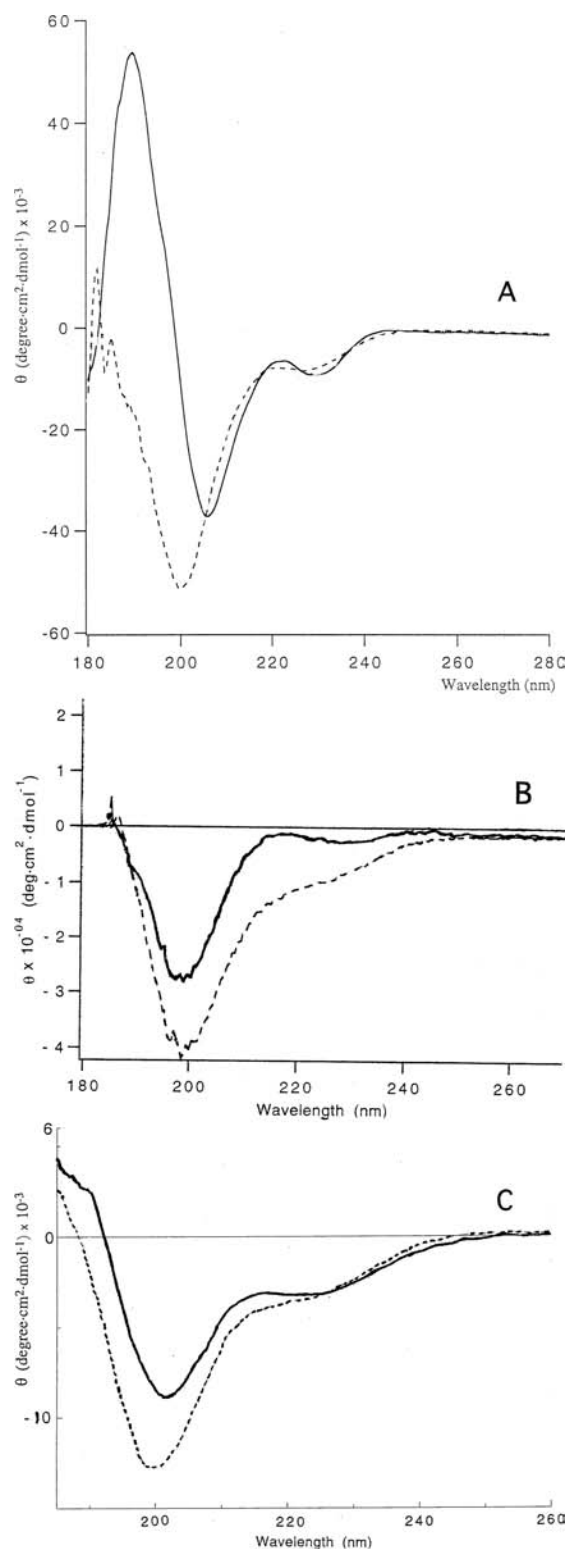 60
40
20
0
-20
-40
-60
θ (degree·cm²·dmol⁻¹) x 10⁻³
A
180 200 220 240 260 280
Wavelength (nm)
2
1
0
- 1
- 2
- 3
- 4
θ x 10⁻⁰⁴ (deg·cm²·dmol⁻¹)
B
180 200 220 240 260
Wavelength (nm)
6
0
-10
θ (degree·cm²·dmol⁻¹) x 10⁻³
C
200 220 240 260
Wavelength (nm)